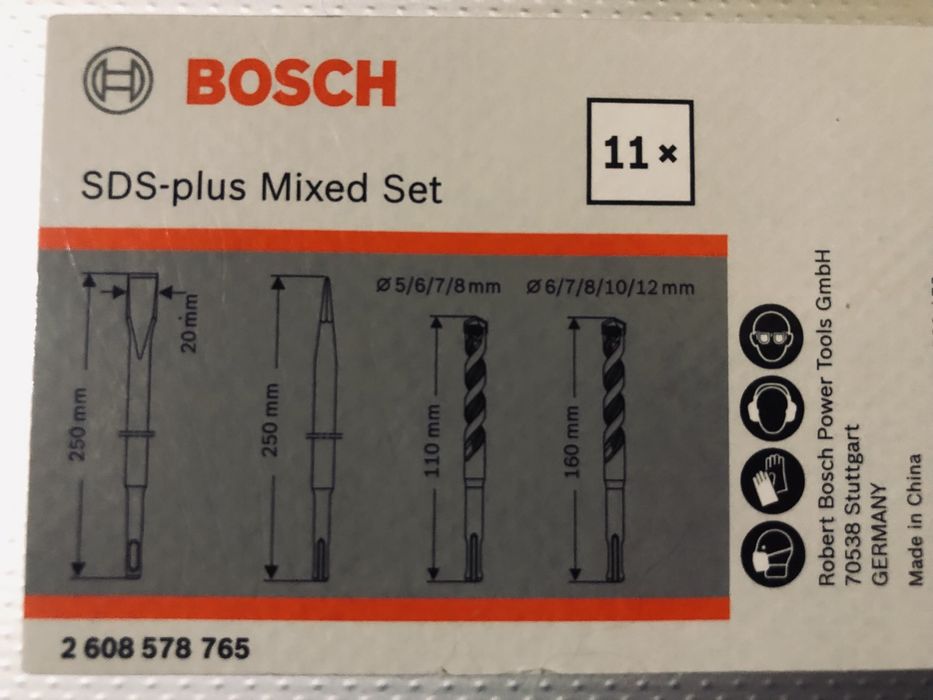 BOSCH
SDS-plus Mixed Set
11 ×
20 mm
250 mm
250 mm
Ø 5/6/7/8 mm
110 mm
Ø 6/7/8/10/12 mm
160 mm
Robert Bosch Power Tools GmbH
70538 Stuttgart
GERMANY
Made in China
2 608 578 765